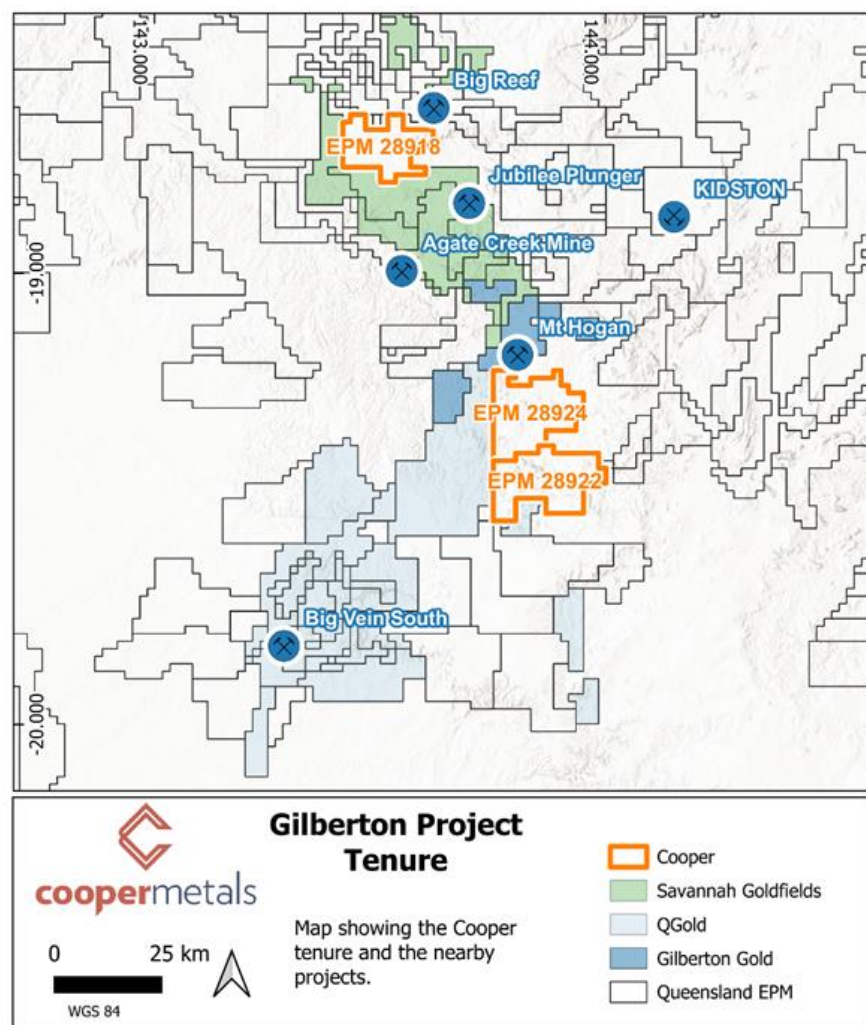 143.000
144.000
Big Reef
EPM 28918
Jubilee Plunger
KIDSTON
Agate Creek Mine
-19.000
Mt Hogan
EPM 28924
EPM 28922
Big Vein South
-20.000
coopermetals
0 25 km
WGS 84
Gilberton Project
Tenure
Map showing the Cooper
tenure and the nearby
projects.
Cooper
Savannah Goldfields
QGold
Gilberton Gold
Queensland EPM